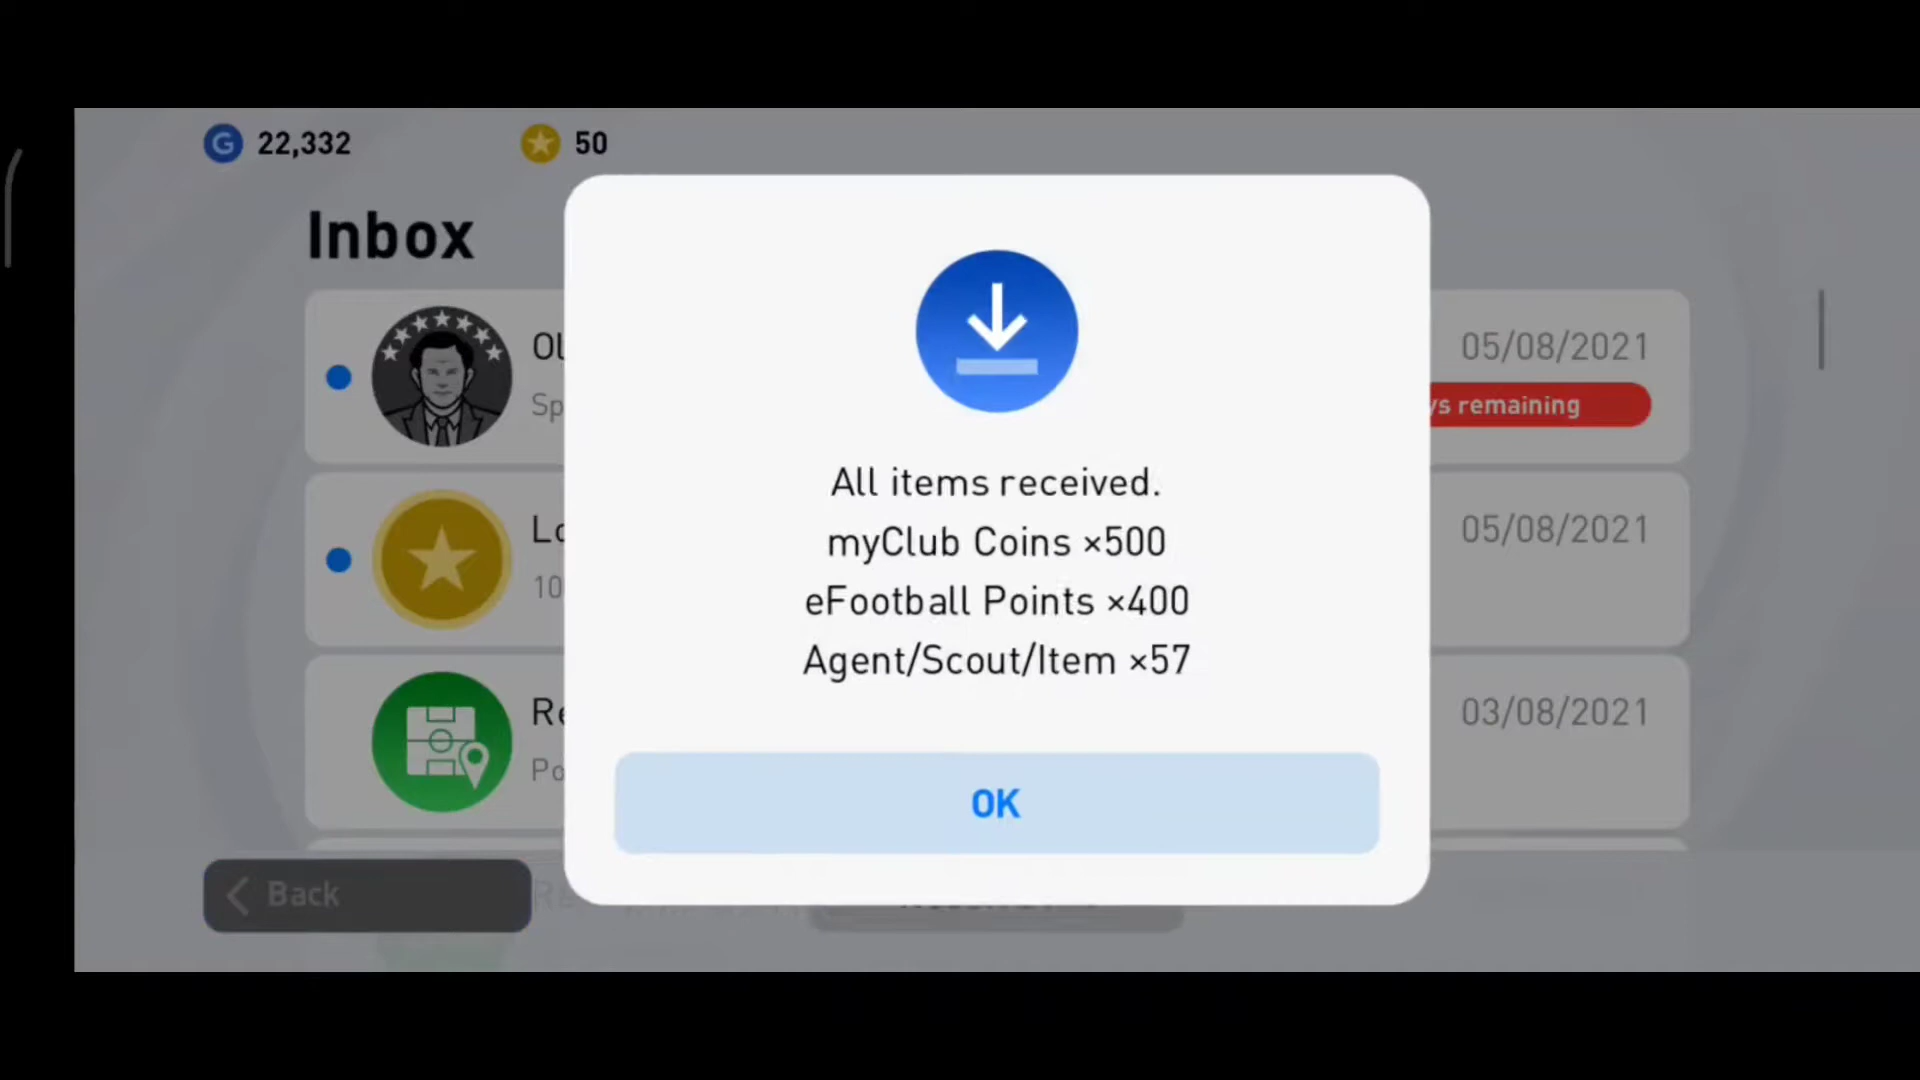 G 22,332
50
Inbox
05/08/2021
remaining
05/08/2021
03/08/2021
All items received.
myClub Coins ×500
eFootball Points ×400
Agent/Scout/Item ×57
OK
Back